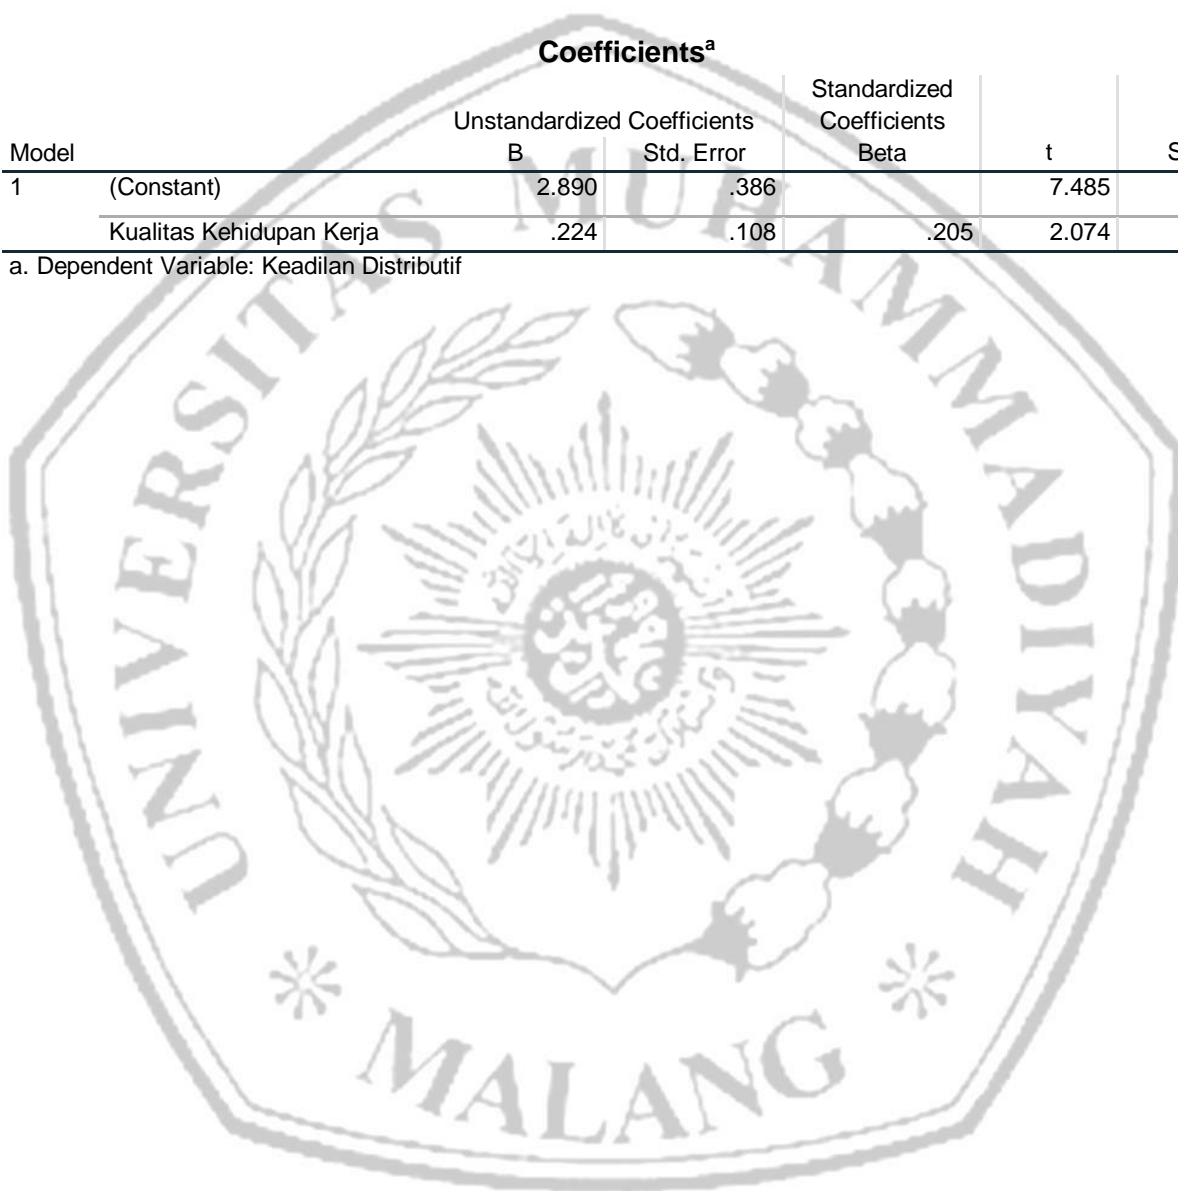 Coefficientsᵃ
Standardized
Unstandardized Coefficients Coefficients
Model B Std. Error Beta t S
1 (Constant) 2.890 .386 7.485
Kualitas Kehidupan Kerja .224 .108 .205 2.074
a. Dependent Variable: Keadilan Distributif
UNIVERSITAS MUHAMMADIYAH
MALANG